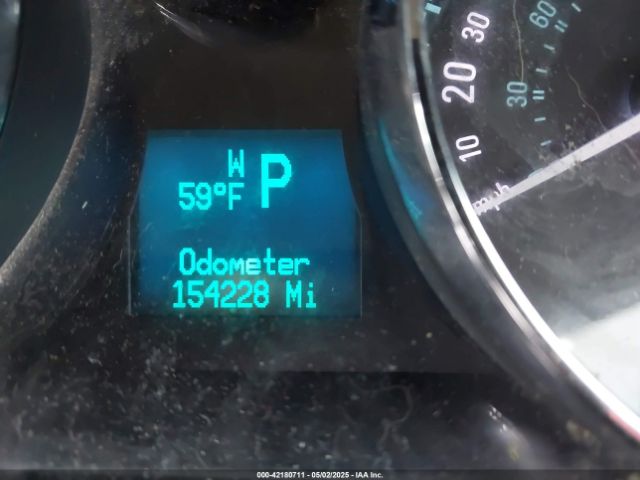 W
59°F P
Odometer
154228 Mi
10
20
30
30
60
mph
000-42180711 - 05/02/2025 - IAA Inc.